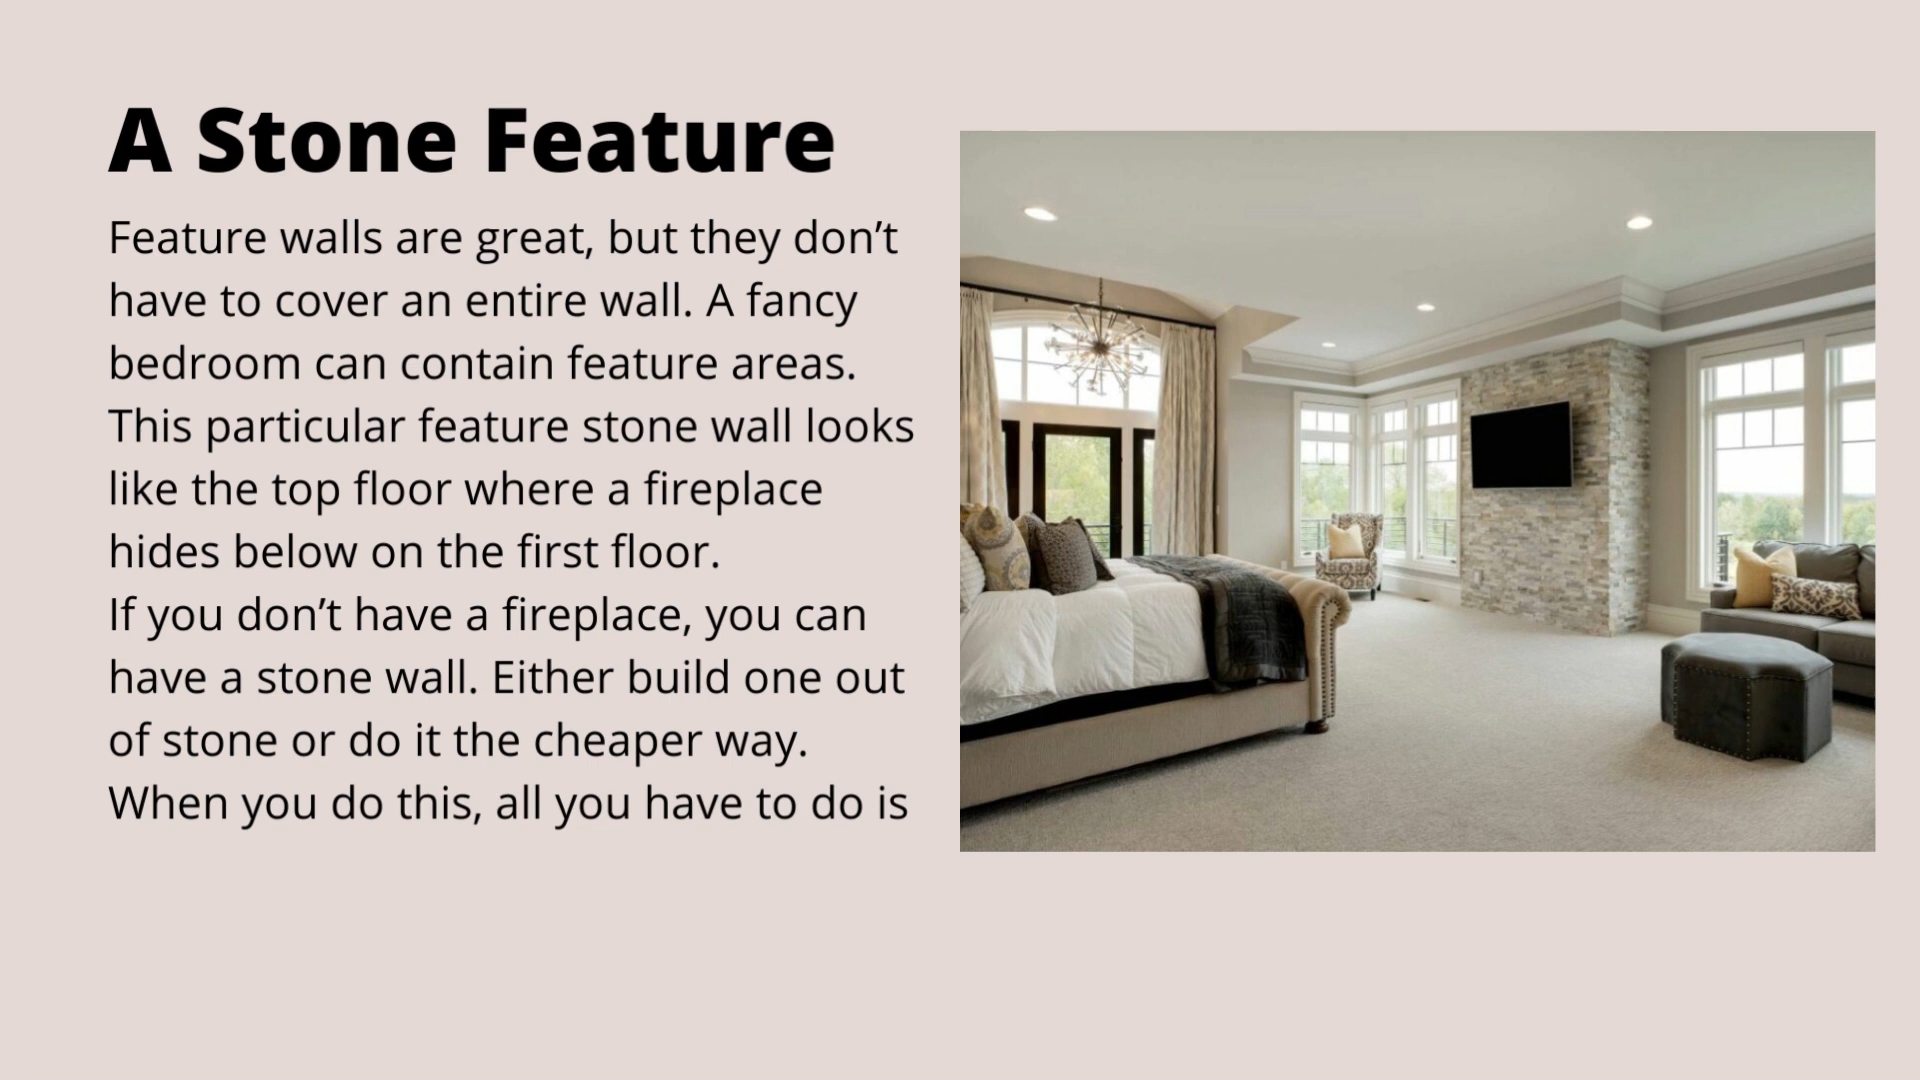 A Stone Feature
Feature walls are great, but they don’t
have to cover an entire wall. A fancy
bedroom can contain feature areas.
This particular feature stone wall looks
like the top floor where a fireplace
hides below on the first floor.
If you don’t have a fireplace, you can
have a stone wall. Either build one out
of stone or do it the cheaper way.
When you do this, all you have to do is